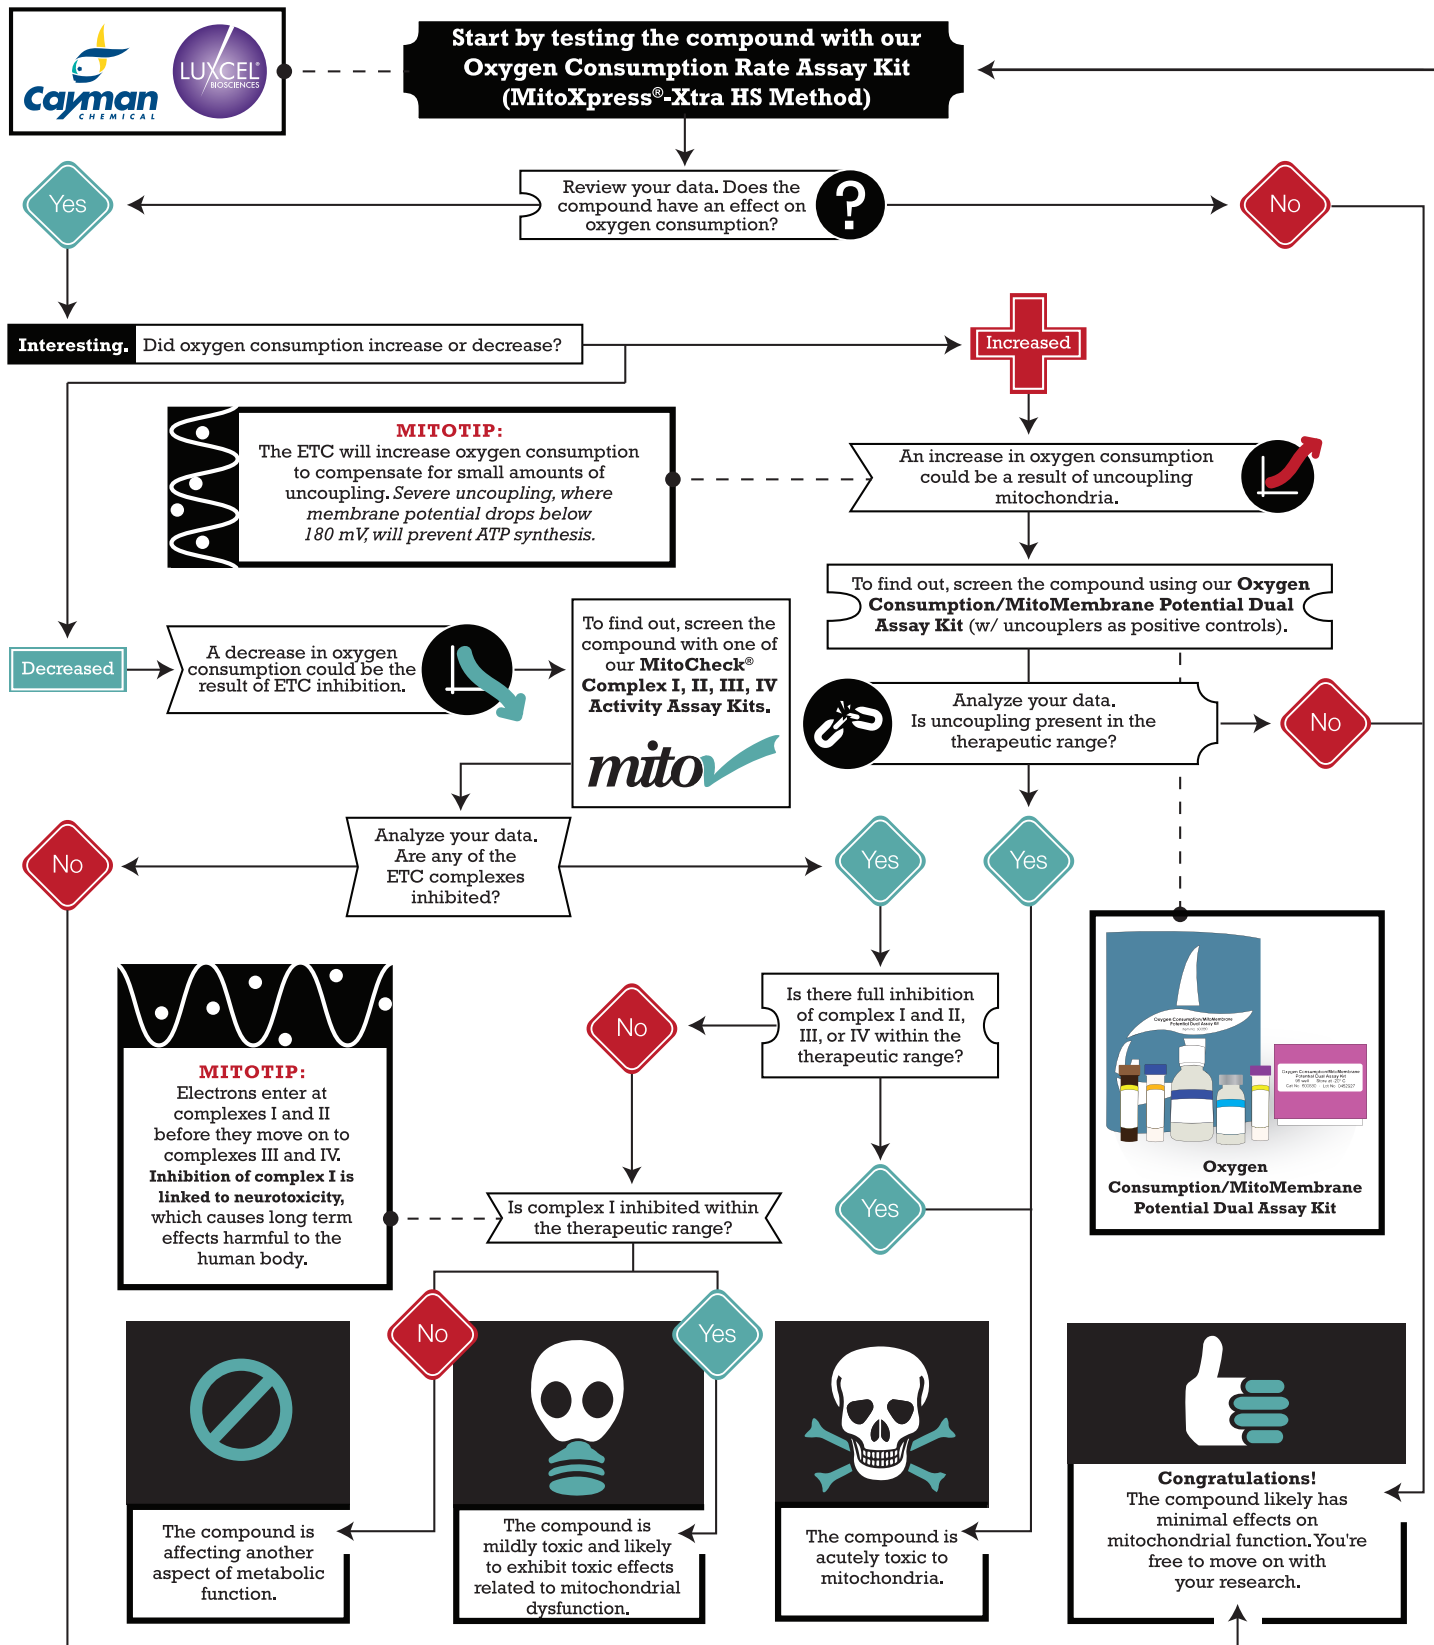 Cayman
CHEMICAL
LUXCEL®
BIOSCIENCES
Start by testing the compound with our
Oxygen Consumption Rate Assay Kit
(MitoXpress®-Xtra HS Method)
Yes
Review your data. Does the
compound have an effect on
oxygen consumption?
?
No
Interesting.
Did oxygen consumption increase or decrease?
Increased
MITOTIP:
The ETC will increase oxygen consumption
to compensate for small amounts of
uncoupling. Severe uncoupling, where
membrane potential drops below
180 mV, will prevent ATP synthesis.
An increase in oxygen consumption
could be a result of uncoupling
mitochondria.
To find out, screen the compound using our Oxygen
Consumption/MitoMembrane Potential Dual
Assay Kit (w/ uncouplers as positive controls).
Decreased
A decrease in oxygen
consumption could be the
result of ETC inhibition.
To find out, screen the
compound with one of
our MitoCheck®
Complex I, II, III, IV
Activity Assay Kits.
mito
Analyze your data.
Is uncoupling present in the
therapeutic range?
No
No
Analyze your data.
Are any of the
ETC complexes
inhibited?
Yes
Yes
Is there full inhibition
of complex I and II,
III, or IV within the
therapeutic range?
No
MITOTIP:
Electrons enter at
complexes I and II
before they move on to
complexes III and IV.
Inhibition of complex I is
linked to neurotoxicity,
which causes long term
effects harmful to the
human body.
Oxygen Consumption/MitoMembrane
Potential Dual Assay Kit
Oxygen Consumption/MitoMembrane
Potential Dual Assay Kit
Oxygen
Consumption/MitoMembrane
Potential Dual Assay Kit
Is complex I inhibited within
the therapeutic range?
Yes
No
Yes
The compound is
affecting another
aspect of metabolic
function.
The compound is
mildly toxic and likely
to exhibit toxic effects
related to mitochondrial
dysfunction.
The compound is
acutely toxic to
mitochondria.
Congratulations!
The compound likely has
minimal effects on
mitochondrial function. You're
free to move on with
your research.